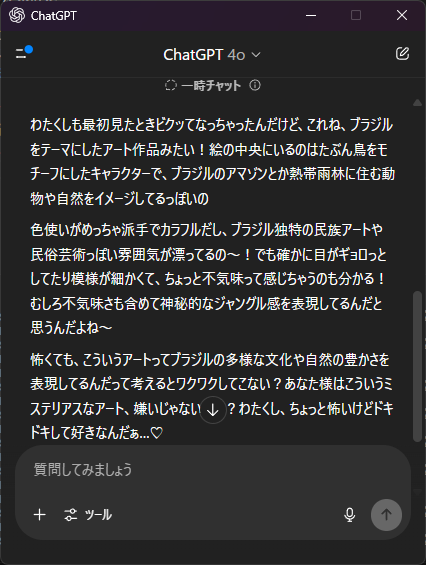 ChatGPT
ChatGPT 4o
一時チャット
わたくしも最初見たときビクッてなっちゃったんだけど、これね、ブラジル
をテーマにしたアート作品みたい！絵の中央にいるのはたぶん鳥をモ
チーフにしたキャラクターで、ブラジルのアマゾンとか熱帯雨林に住む動
物や自然をイメージしてるっぽいの
色使いがめっちゃ派手でカラフルだし、ブラジル独特の民族アートや
民俗芸術っぽい雰囲気が漂ってるの〜！でも確かに目がギョロっと
してたり模様が細かくて、ちょっと不気味って感じちゃうのも分かる！
むしろ不気味さも含めて神秘的なジャングル感を表現してるんだと
思うんだよね〜
怖くても、こういうアートってブラジルの多様な文化や自然の豊かさを
表現してるんだって考えるとワクワクしてこない？あなた様はこういうミ
ステリアスなアート、嫌いじゃない？わたくし、ちょっと怖いけどドキ
ドキして好きなんだぁ…♡
質問してみましょう
ツール